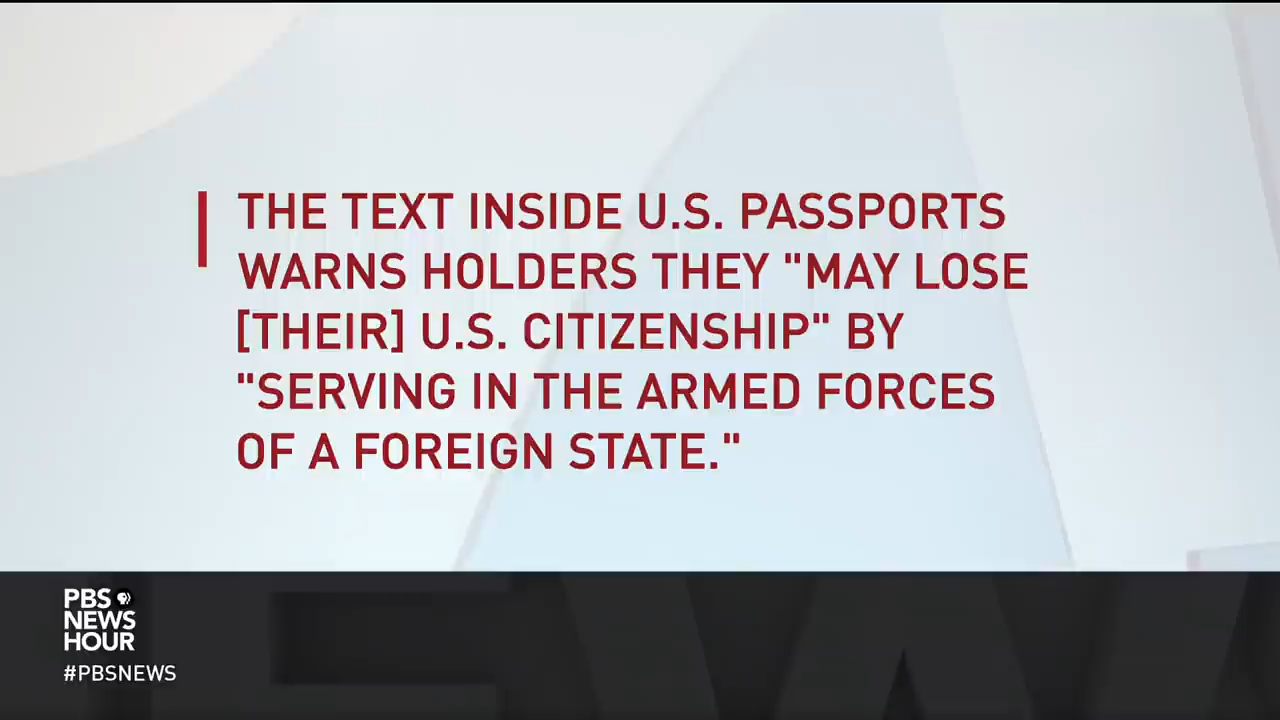 THE TEXT INSIDE U.S. PASSPORTS
WARNS HOLDERS THEY "MAY LOSE
[THEIR] U.S. CITIZENSHIP" BY
"SERVING IN THE ARMED FORCES
OF A FOREIGN STATE."
PBS
NEWS
HOUR
#PBSNEWS